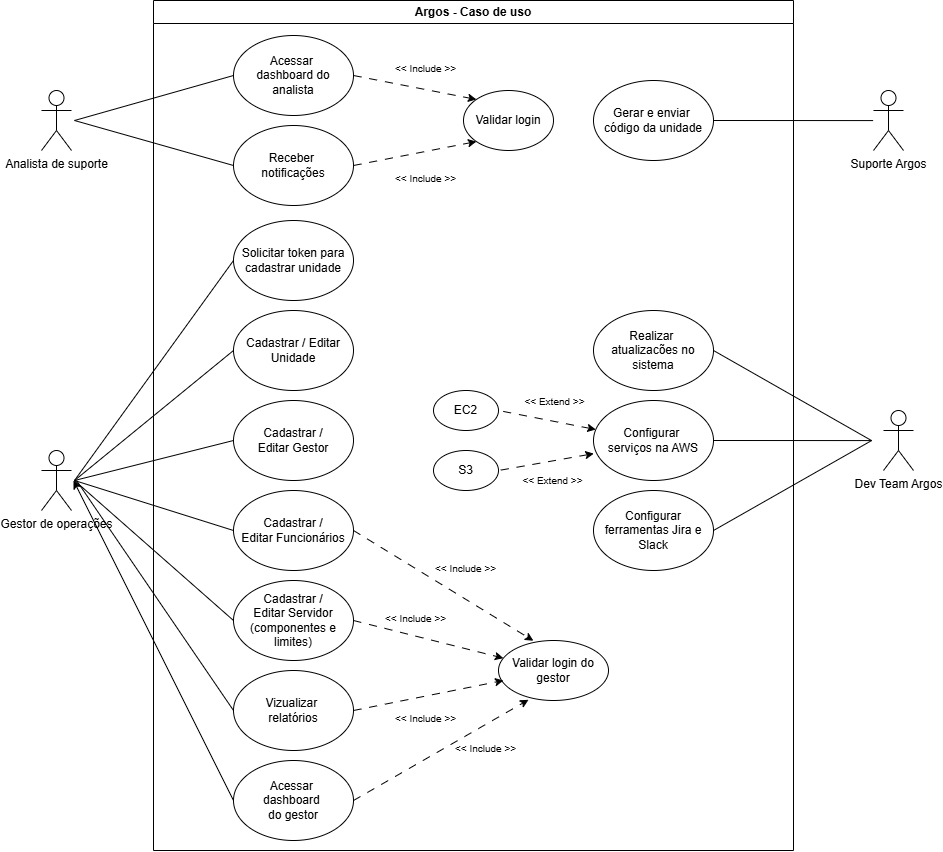 Argos - Caso de uso
Acessar
dashboard do
analista
<< Include >>
Validar login
Gerar e enviar
código da unidade
Analista de suporte
Suporte Argos
Receber
notificações
<< Include >>
Solicitar token para
cadastrar unidade
Cadastrar / Editar
Unidade
Realizar
atualizacões no
sistema
EC2
<< Extend >>
Cadastrar /
Editar Gestor
Configurar
serviços na AWS
S3
<< Extend >>
Dev Team Argos
Gestor de operações
Cadastrar /
Editar Funcionários
Configurar
ferramentas Jira e
Slack
<< Include >>
Cadastrar /
Editar Servidor
(componentes e
limites)
<< Include >>
Validar login do
gestor
Vizualizar
relatórios
<< Include >>
<< Include >>
Acessar
dashboard
do gestor